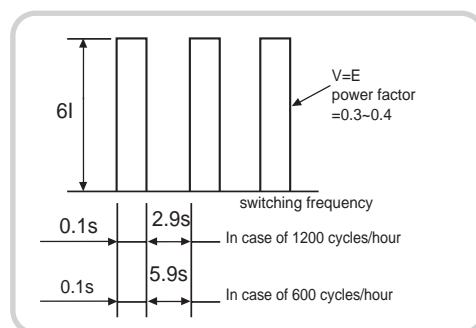 6I
V=E
power factor
=0.3~0.4
switching frequency
0.1s
2.9s
In case of 1200 cycles/hour
0.1s
5.9s
In case of 600 cycles/hour